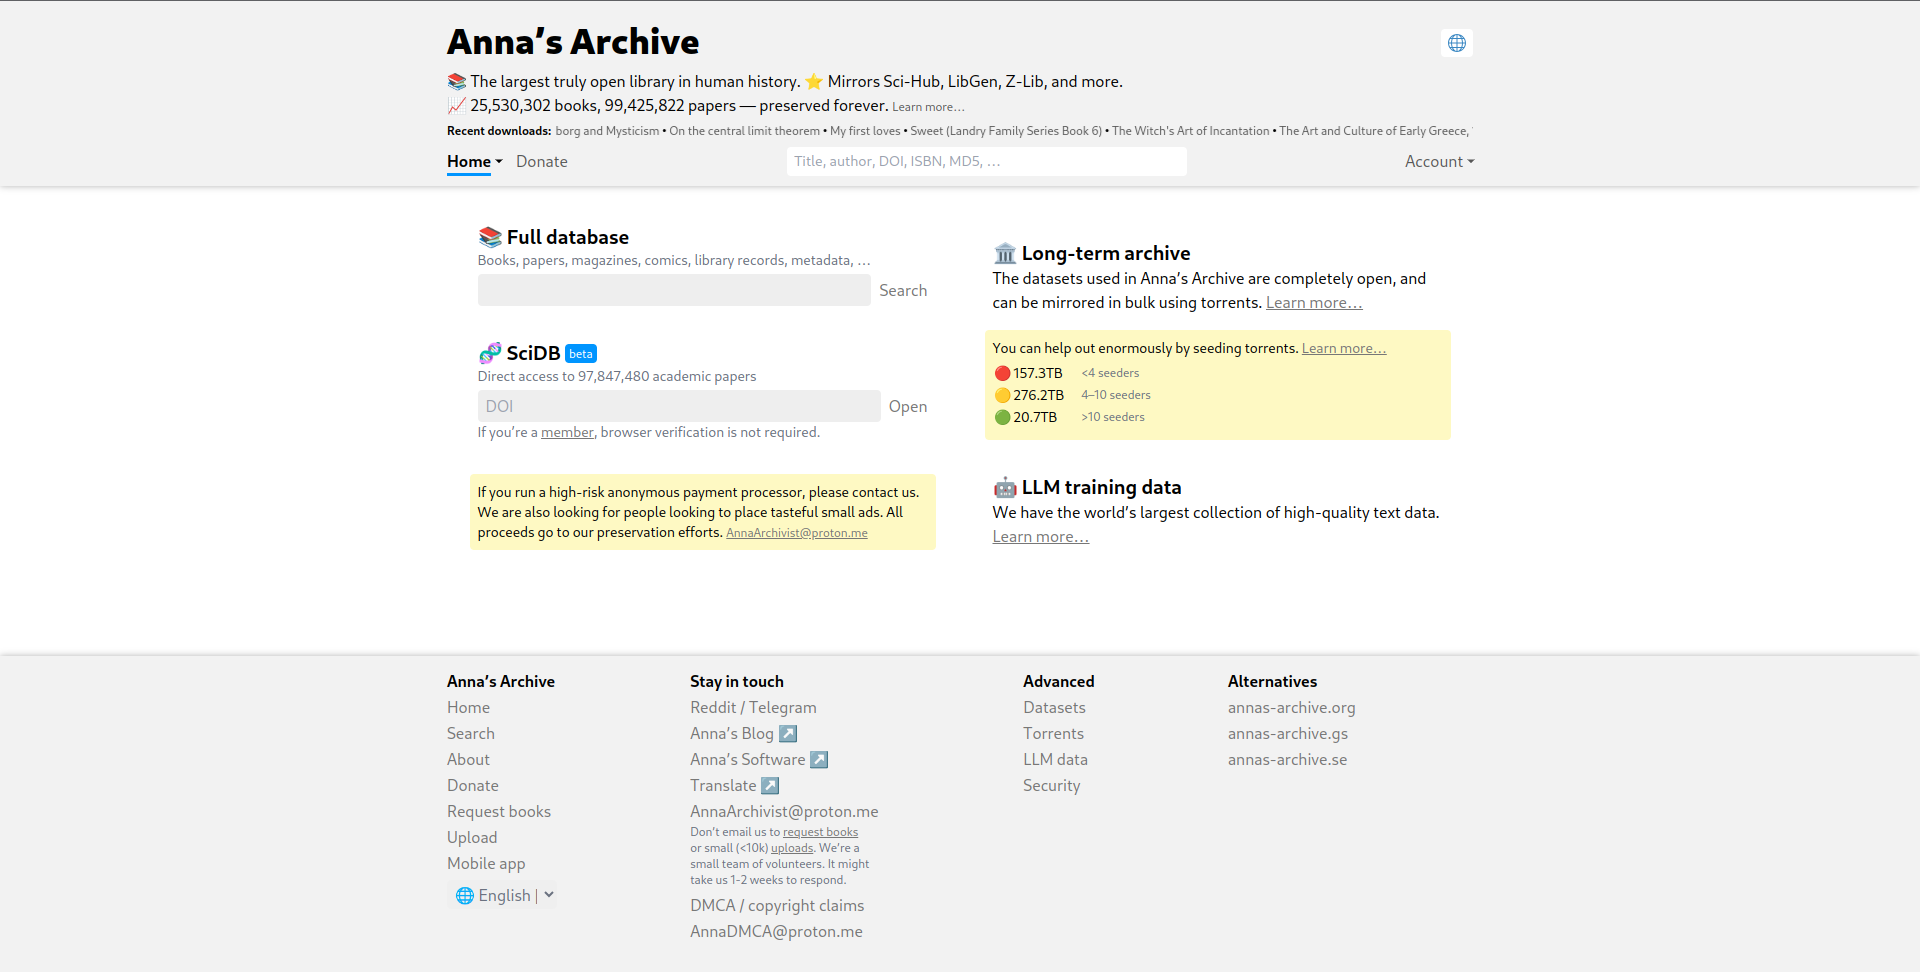 Anna’s Archive
📚 The largest truly open library in human history. ⭐ Mirrors Sci-Hub, LibGen, Z-Lib, and more.
📈 25,530,302 books, 99,425,822 papers — preserved forever. Learn more…
Recent downloads: borg and Mysticism • On the central limit theorem • My first loves • Sweet (Landry Family Series Book 6) • The Witch's Art of Incantation • The Art and Culture of Early Greece,
Home Donate Title, author, DOI, ISBN, MD5, … Account
📚 Full database
Books, papers, magazines, comics, library records, metadata, …
Search
🧬 SciDB beta
Direct access to 97,847,480 academic papers
DOI Open
If you’re a member, browser verification is not required.
If you run a high-risk anonymous payment processor, please contact us.
We are also looking for people looking to place tasteful small ads. All
proceeds go to our preservation efforts. AnnaArchivist@proton.me
🏛️ Long-term archive
The datasets used in Anna’s Archive are completely open, and
can be mirrored in bulk using torrents. Learn more…
You can help out enormously by seeding torrents. Learn more…
🔴 157.3TB <4 seeders
🟡 276.2TB 4–10 seeders
🟢 20.7TB >10 seeders
🤖 LLM training data
We have the world’s largest collection of high-quality text data.
Learn more…
Anna’s Archive
Home
Search
About
Donate
Request books
Upload
Mobile app
🌐 English |
Stay in touch
Reddit / Telegram
Anna’s Blog ↗️
Anna’s Software ↗️
Translate ↗️
AnnaArchivist@proton.me
Don’t email us to request books
or small (<10k) uploads. We’re a
small team of volunteers. It might
take us 1-2 weeks to respond.
DMCA / copyright claims
AnnaDMCA@proton.me
Advanced
Datasets
Torrents
LLM data
Security
Alternatives
annas-archive.org
annas-archive.gs
annas-archive.se